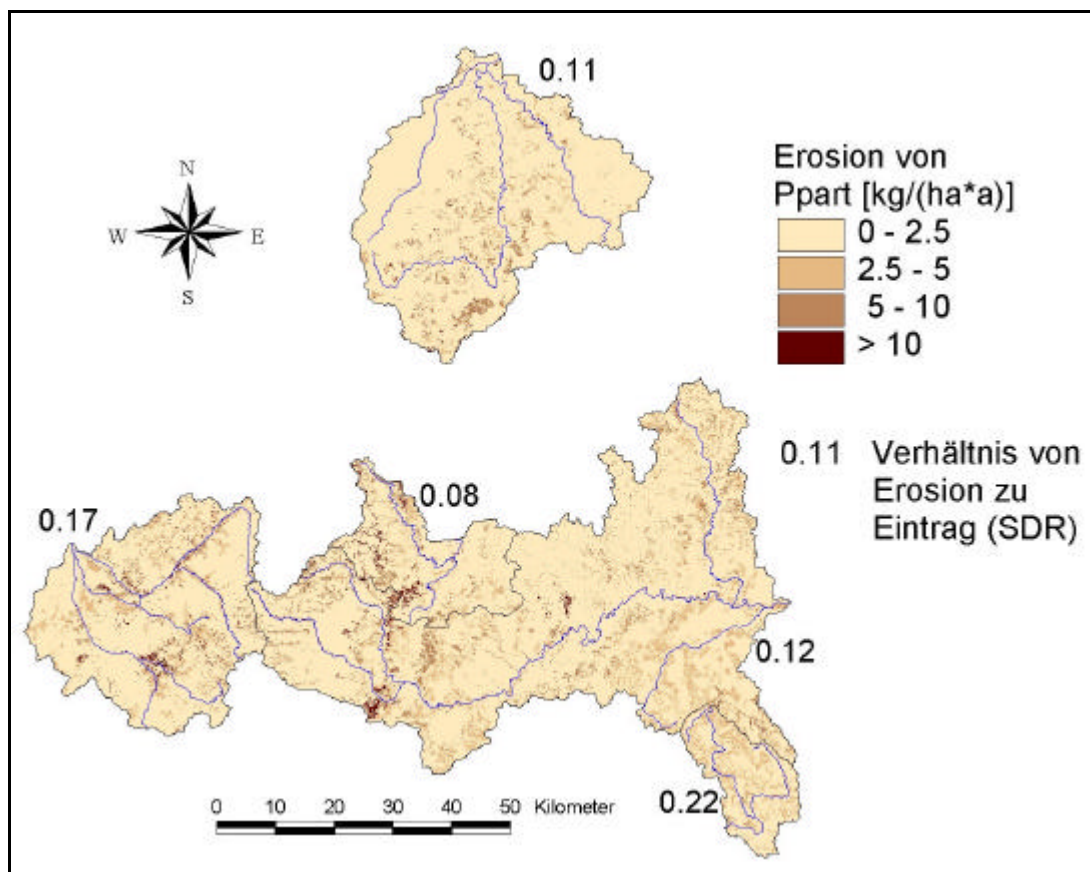 0.11
N
W E
S
Erosion von
Ppart [kg/(ha*a)]
0 - 2.5
2.5 - 5
5 - 10
> 10
0.11 Verhältnis von
Erosion zu
Eintrag (SDR)
0.17
0.08
0.12
0.22
0 10 20 30 40 50 Kilometer